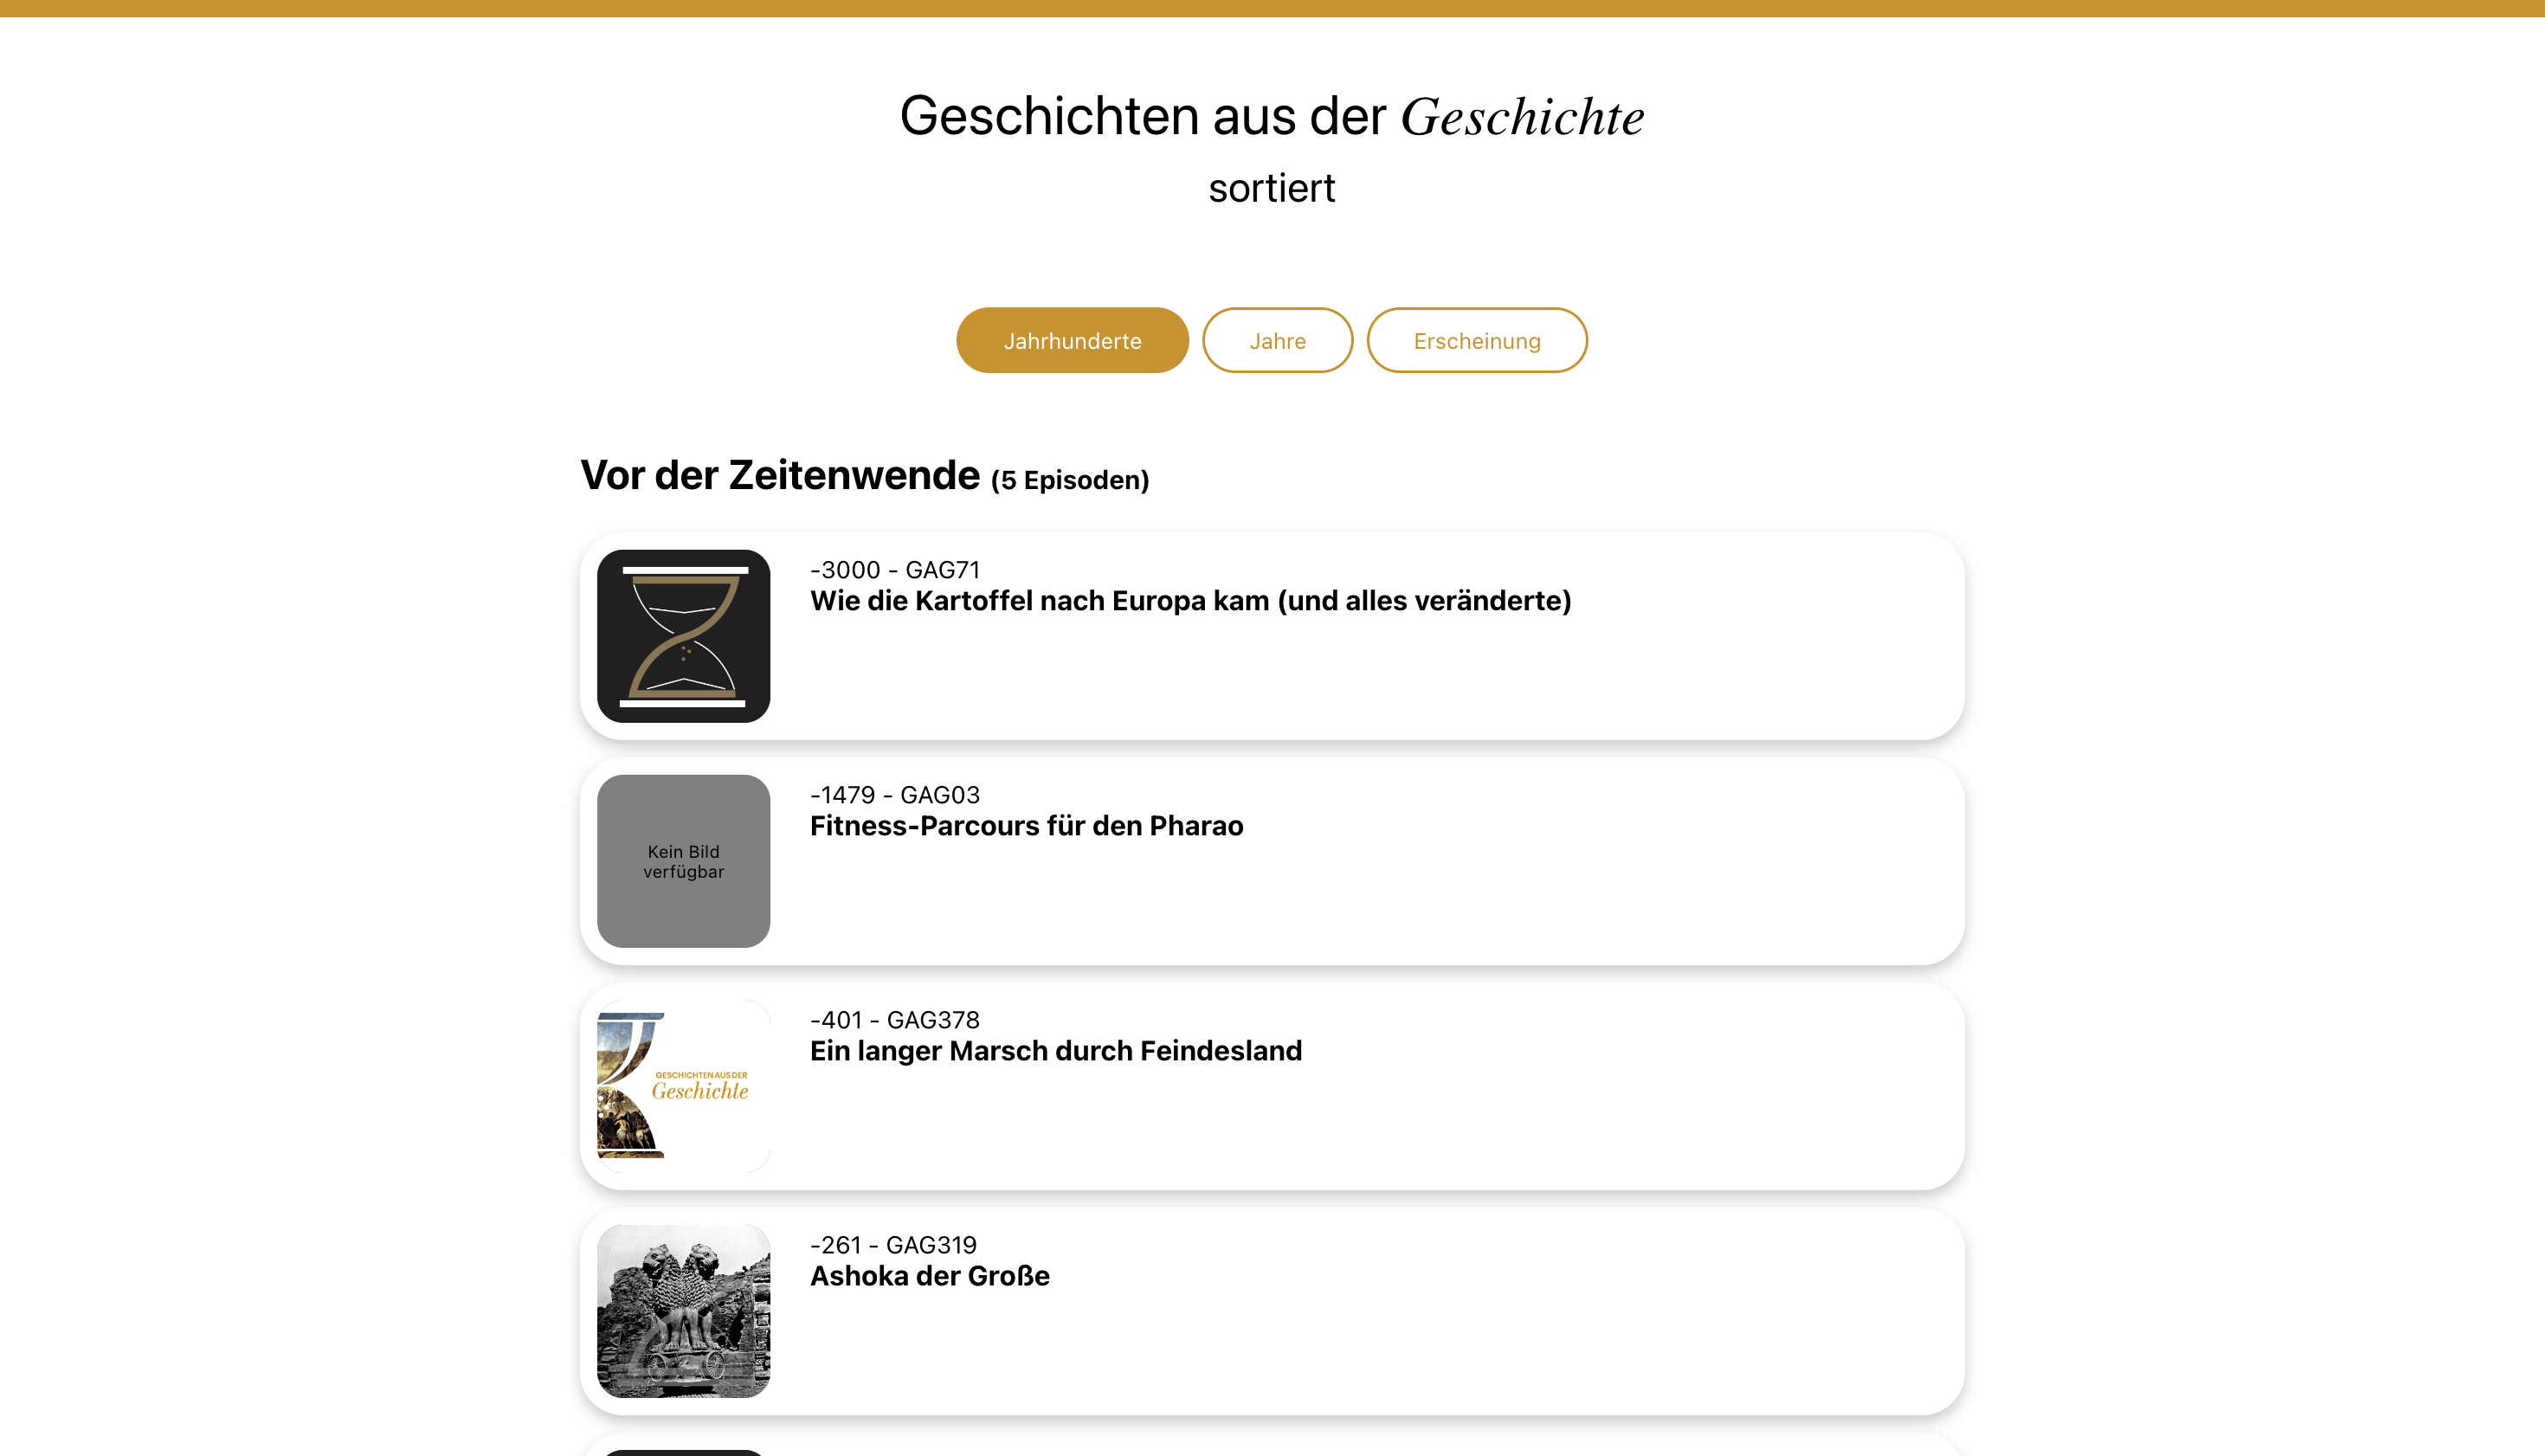 Geschichten aus der Geschichte
sortiert
Jahrhunderte
Jahre
Erscheinung
Vor der Zeitenwende (5 Episoden)
-3000 - GAG71
Wie die Kartoffel nach Europa kam (und alles veränderte)
Kein Bild
verfügbar
-1479 - GAG03
Fitness-Parcours für den Pharao
GESCHICHTEN AUS DER
Geschichte
-401 - GAG378
Ein langer Marsch durch Feindesland
-261 - GAG319
Ashoka der Große